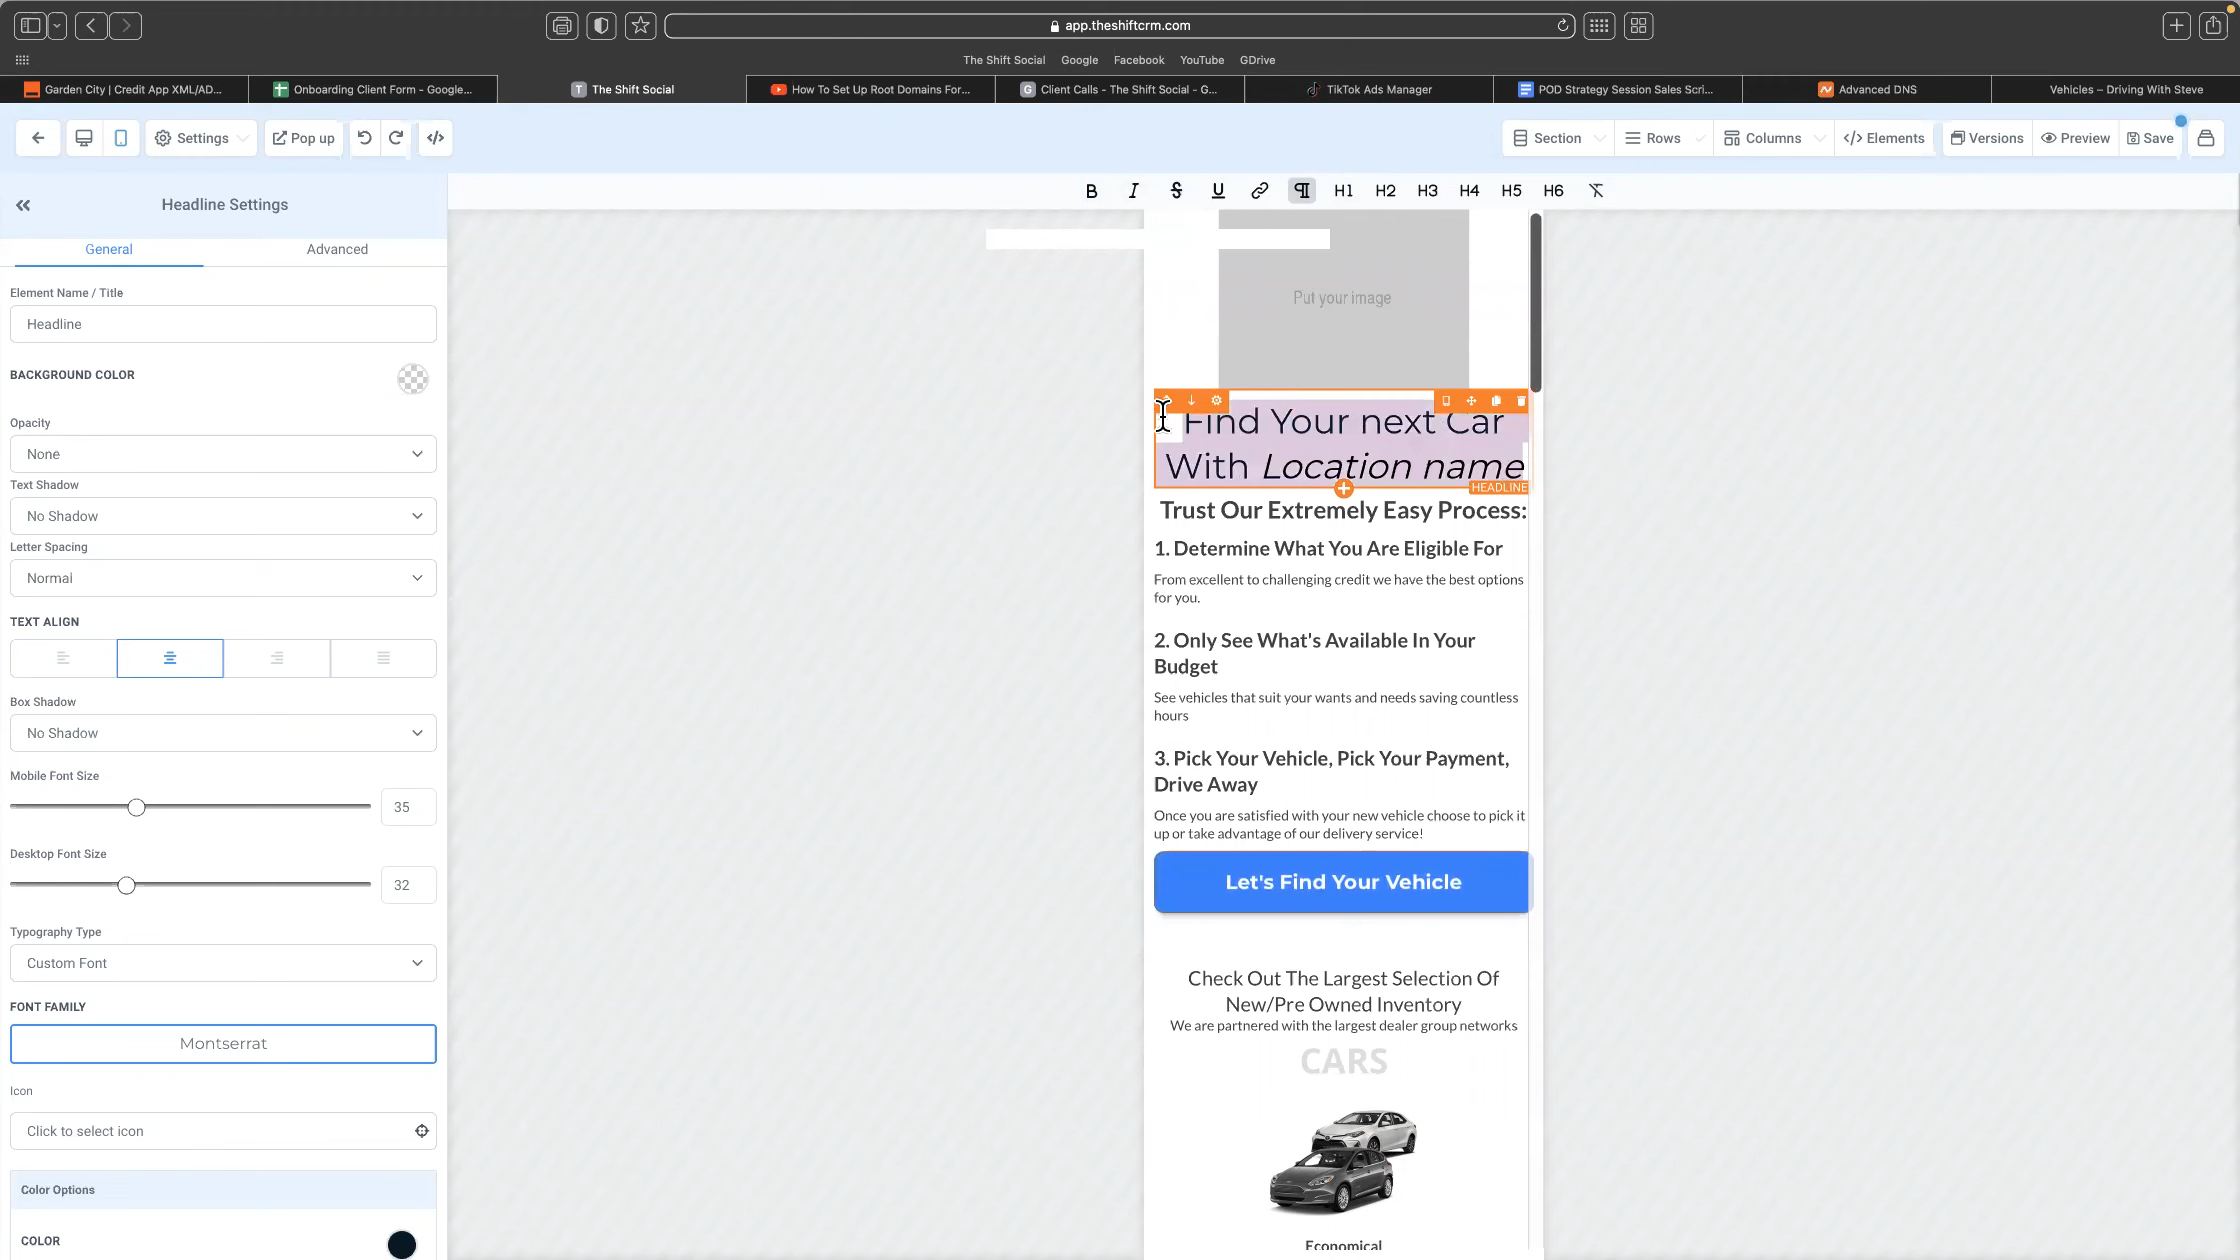 app.theshiftcrm.com
The Shift Social Google Facebook YouTube GDrive
Garden City | Credit App XML/AD...
Onboarding Client Form - Google...
The Shift Social
How To Set Up Root Domains For...
Client Calls - The Shift Social - G...
TikTok Ads Manager
POD Strategy Session Sales Scri...
Advanced DNS
Vehicles – Driving With Steve
Settings
Pop up
Section
Rows
Columns
Elements
Versions
Preview
Save
B I S U H1 H2 H3 H4 H5 H6
Headline Settings
General
Advanced
Element Name / Title
Headline
BACKGROUND COLOR
Opacity
None
Text Shadow
No Shadow
Letter Spacing
Normal
TEXT ALIGN
Box Shadow
No Shadow
Mobile Font Size
35
Desktop Font Size
32
Typography Type
Custom Font
FONT FAMILY
Montserrat
Icon
Click to select icon
Color Options
COLOR
Put your image
Find Your next Car
With Location name
HEADLINE
Trust Our Extremely Easy Process:
1. Determine What You Are Eligible For
From excellent to challenging credit we have the best options
for you.
2. Only See What's Available In Your
Budget
See vehicles that suit your wants and needs saving countless
hours
3. Pick Your Vehicle, Pick Your Payment,
Drive Away
Once you are satisfied with your new vehicle choose to pick it
up or take advantage of our delivery service!
Let's Find Your Vehicle
Check Out The Largest Selection Of
New/Pre Owned Inventory
We are partnered with the largest dealer group networks
CARS
Economical